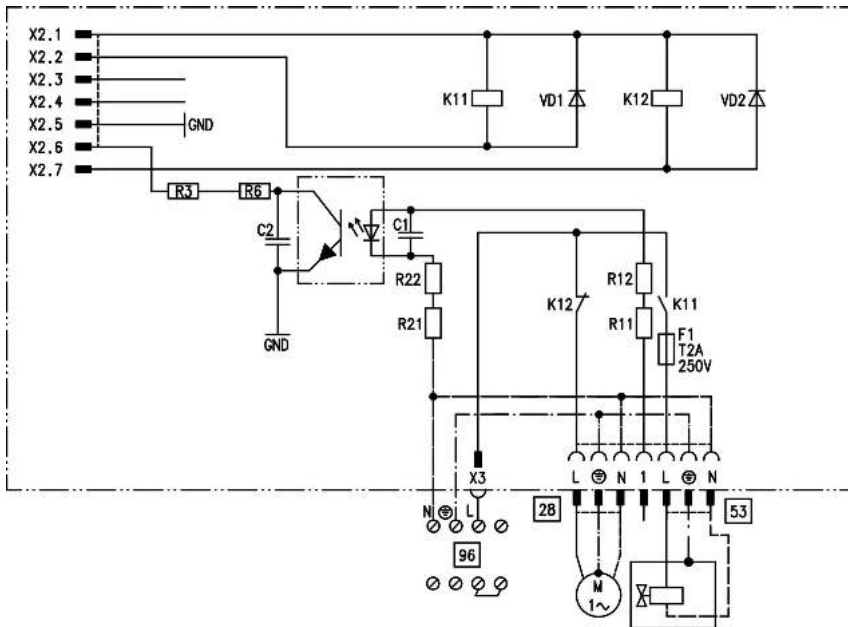 X2.1
X2.2
X2.3
X2.4
X2.5 GND
X2.6
X2.7
K11 VD1 K12 VD2
R3 R6
C2 C1
R22 R12
K12 K11
R21 R11
F1
T2A
250V
GND
X3 L N 1 L N
N L 28 53
96
M
1~